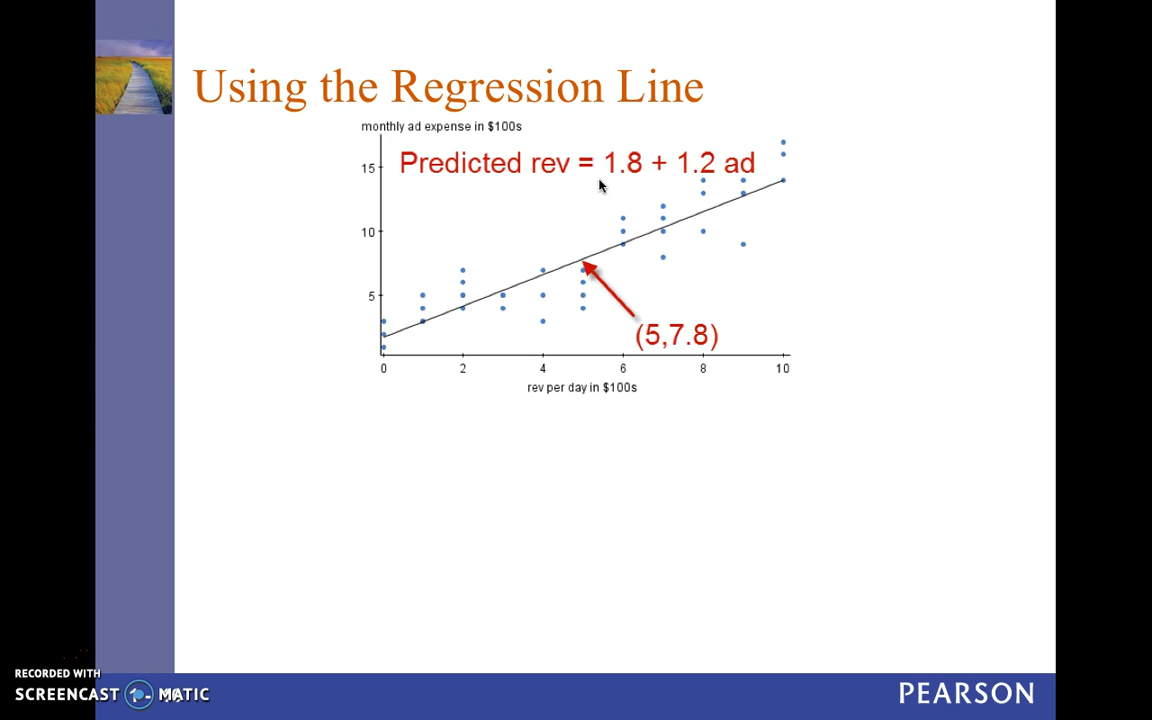 Using the Regression Line
monthly ad expense in $100s
Predicted rev = 1.8 + 1.2 ad
15
10
5
(5,7.8)
0 2 4 6 8 10
rev per day in $100s
RECORDED WITH
SCREENCAST MATIC
PEARSON